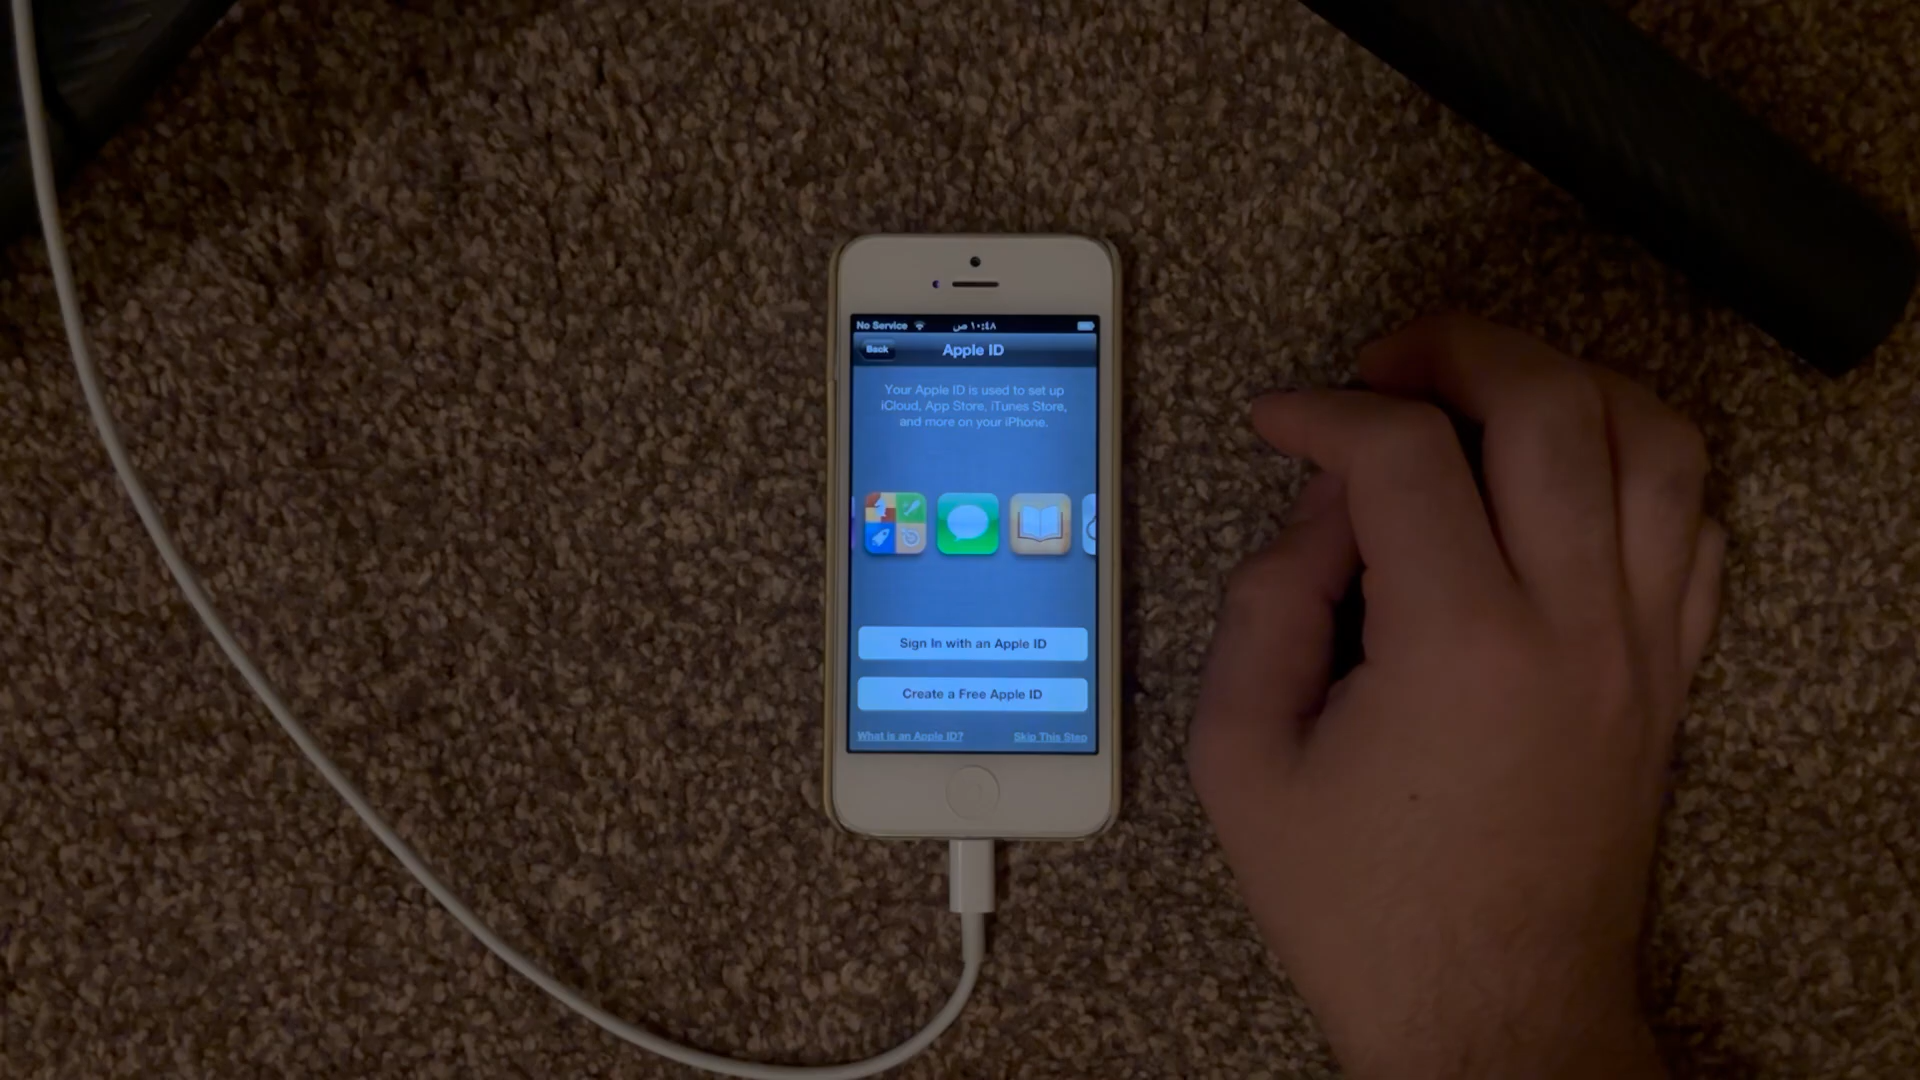 No Service ١٠:٤٨ ص
Back
Apple ID
Your Apple ID is used to set up
iCloud, App Store, iTunes Store,
and more on your iPhone.
Sign In with an Apple ID
Create a Free Apple ID
What is an Apple ID? Skip This Step